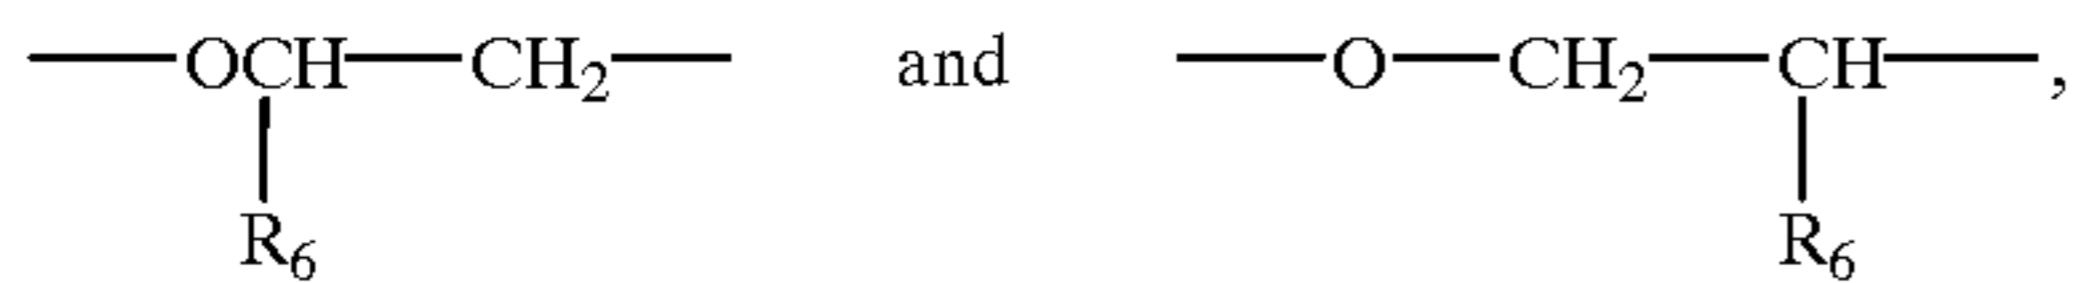 —OCH—CH₂— and —O—CH₂—CH—,
R₆ R₆